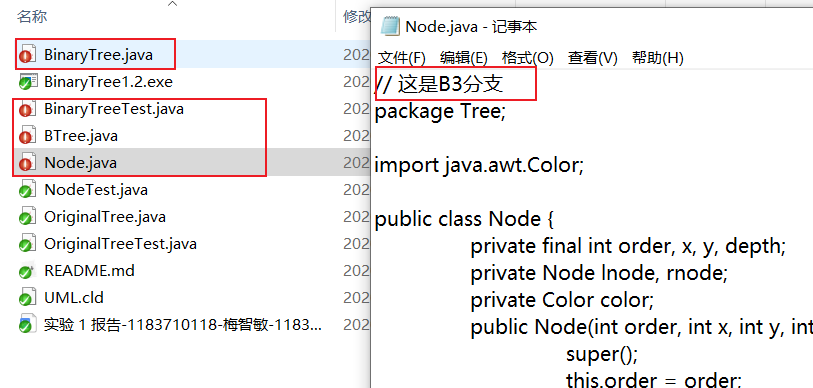 名称
修改
BinaryTree.java
202
BinaryTree1.2.exe
202
BinaryTreeTest.java
202
BTree.java
202
Node.java
202
NodeTest.java
202
OriginalTree.java
202
OriginalTreeTest.java
202
README.md
202
UML.cld
202
实验 1 报告-1183710118-梅智敏-1183...
202
Node.java - 记事本
文件(F) 编辑(E) 格式(O) 查看(V) 帮助(H)
// 这是B3分支
package Tree;
import java.awt.Color;
public class Node {
private final int order, x, y, depth;
private Node lnode, rnode;
private Color color;
public Node(int order, int x, int y, int
super();
this.order = order;